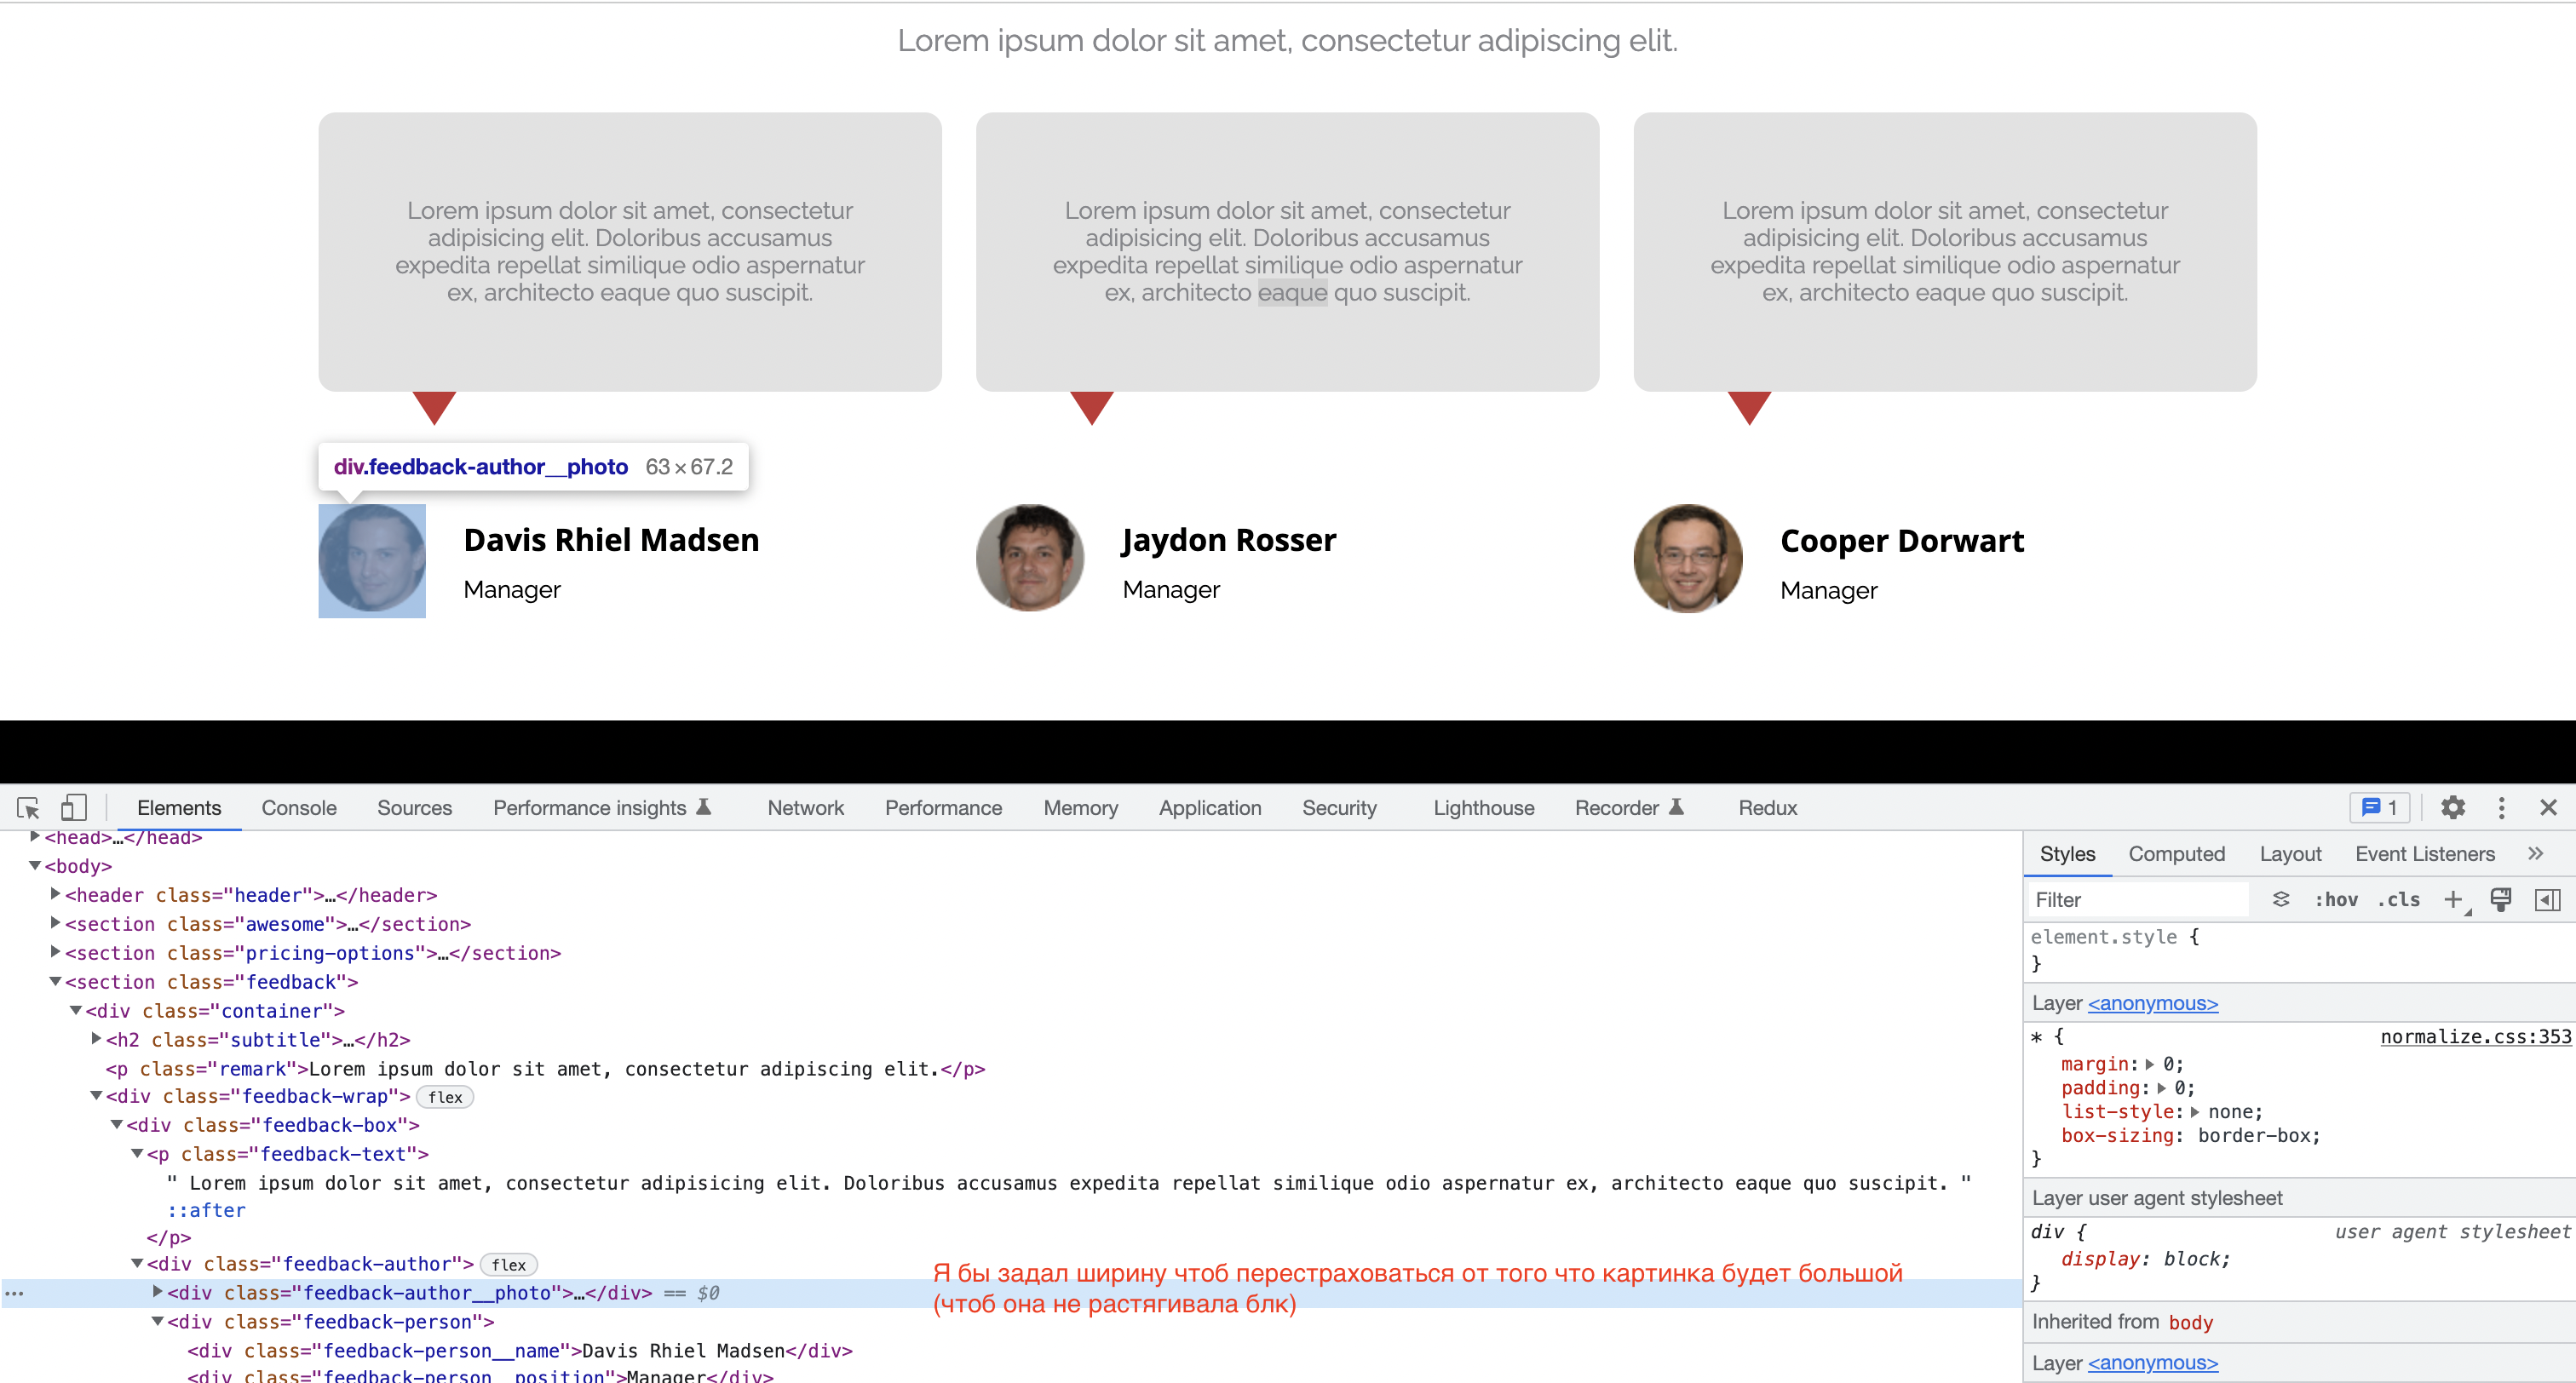 Lorem ipsum dolor sit amet, consectetur adipiscing elit.
Lorem ipsum dolor sit amet, consectetur
adipisicing elit. Doloribus accusamus
expedita repellat similique odio aspernatur
ex, architecto eaque quo suscipit.
Lorem ipsum dolor sit amet, consectetur
adipisicing elit. Doloribus accusamus
expedita repellat similique odio aspernatur
ex, architecto eaque quo suscipit.
Lorem ipsum dolor sit amet, consectetur
adipisicing elit. Doloribus accusamus
expedita repellat similique odio aspernatur
ex, architecto eaque quo suscipit.
div.feedback-author__photo 63 × 67.2
Davis Rhiel Madsen
Manager
Jaydon Rosser
Manager
Cooper Dorwart
Manager
Elements Console Sources Performance insights Network Performance Memory Application Security Lighthouse Recorder Redux 1
<head>…</head>
<body>
<header class="header">…</header>
<section class="awesome">…</section>
<section class="pricing-options">…</section>
<section class="feedback">
<div class="container">
<h2 class="subtitle">…</h2>
<p class="remark">Lorem ipsum dolor sit amet, consectetur adipiscing elit.</p>
<div class="feedback-wrap"> flex
<div class="feedback-box">
<p class="feedback-text">
" Lorem ipsum dolor sit amet, consectetur adipisicing elit. Doloribus accusamus expedita repellat similique odio aspernatur ex, architecto eaque quo suscipit. "
::after
</p>
<div class="feedback-author"> flex
<div class="feedback-author__photo">…</div> == $0
<div class="feedback-person">
<div class="feedback-person__name">Davis Rhiel Madsen</div>
<div class="feedback-person__position">Manager</div>
Я бы задал ширину чтоб перестраховаться от того что картинка будет большой
(чтоб она не растягивала блк)
Styles Computed Layout Event Listeners
Filter :hov .cls
element.style {
}
Layer <anonymous>
* { normalize.css:353
margin: 0;
padding: 0;
list-style: none;
box-sizing: border-box;
}
Layer user agent stylesheet
div { user agent stylesheet
display: block;
}
Inherited from body
Layer <anonymous>